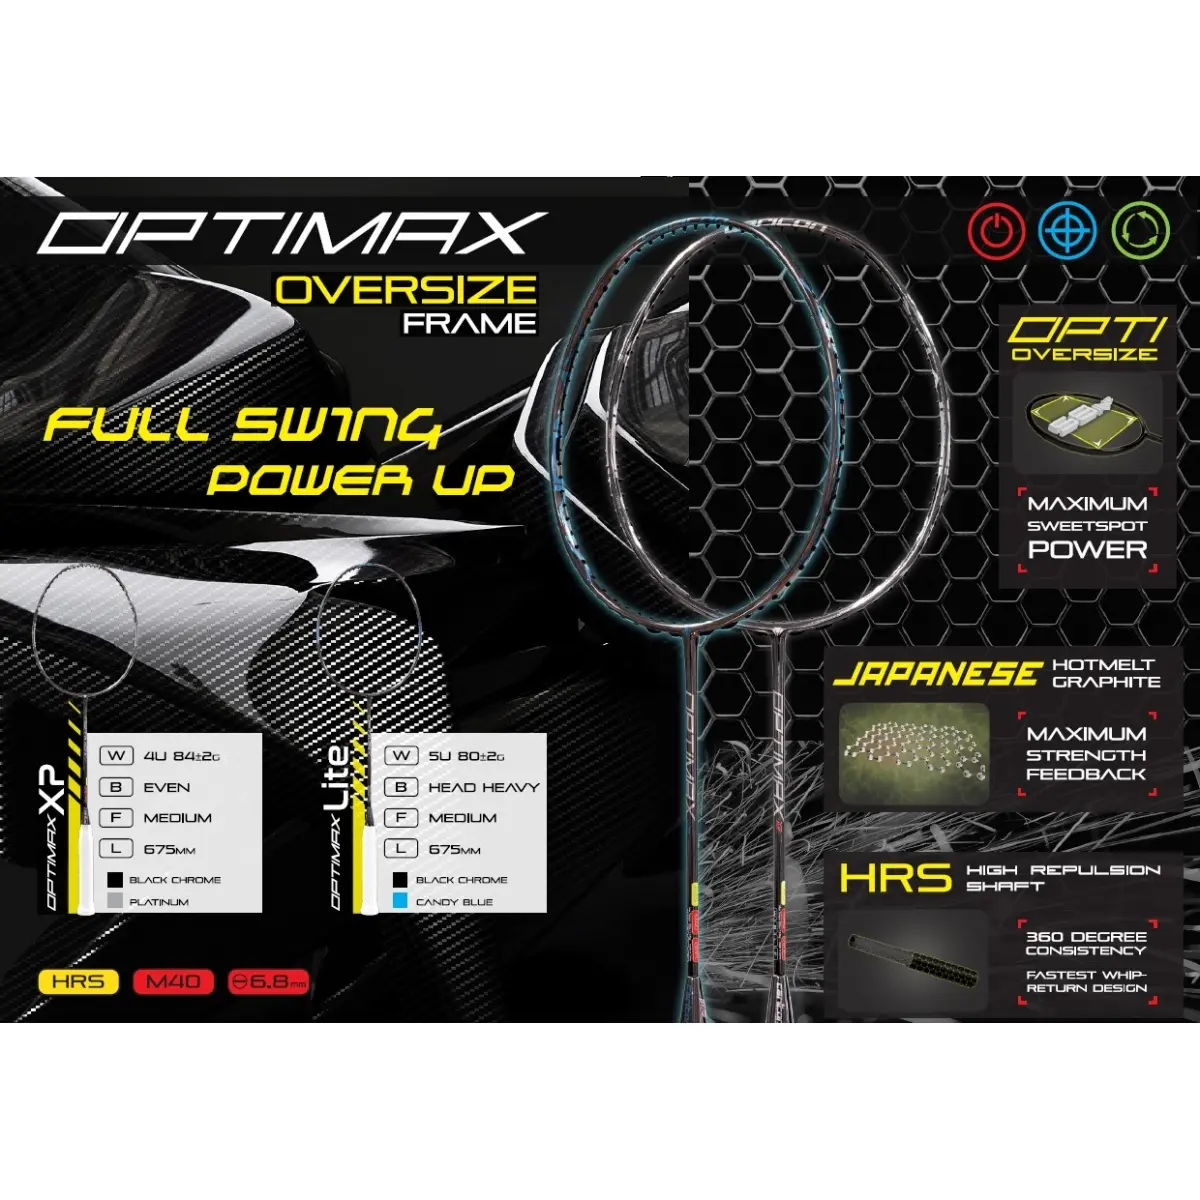 OPTIMAX
OVERSIZE
FRAME
FULL SWING
POWER UP
OPTI
OVERSIZE
MAXIMUM
SWEETSPOT
POWER
JAPANESE HOTMELT
GRAPHITE
MAXIMUM
STRENGTH
FEEDBACK
HRS HIGH REPULSION
SHAFT
360 DEGREE
CONSISTENCY
FASTEST WHIP-
RETURN DESIGN
OPTIMAX XP
W 4U 84±2G
B EVEN
F MEDIUM
L 675MM
BLACK CHROME
PLATINUM
OPTIMAX Lite
W 5U 80±2G
B HEAD HEAVY
F MEDIUM
L 675MM
BLACK CHROME
CANDY BLUE
HRS M40 6.8mm
OPTIMAX
OPTIMAX